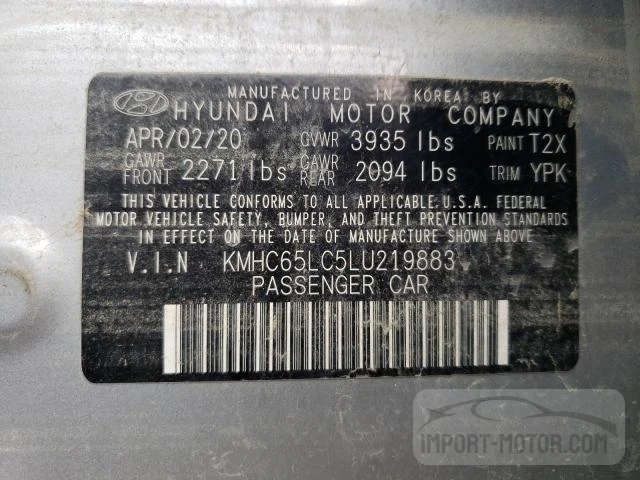 MANUFACTURED IN KOREA BY
HYUNDAI MOTOR COMPANY
APR/02/20 GVWR 3935 lbs PAINT T2X
GAWR FRONT 2271 lbs GAWR REAR 2094 lbs TRIM YPK
THIS VEHICLE CONFORMS TO ALL APPLICABLE U.S.A. FEDERAL
MOTOR VEHICLE SAFETY, BUMPER, AND THEFT PREVENTION STANDARDS
IN EFFECT ON THE DATE OF MANUFACTURE SHOWN ABOVE
V.I.N KMHC65LC5LU219883
PASSENGER CAR
IMPORT-MOTOR.COM